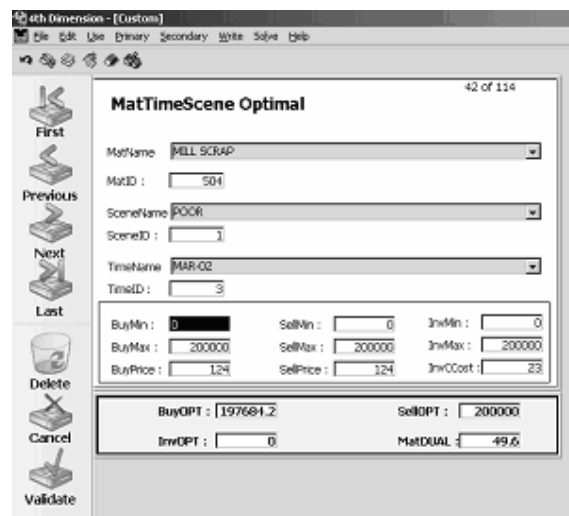 4th Dimension - [Custom]
File Edit Use Primary Secondary Write Solve Help
42 of 114
MatTimeScene Optimal
First
MatName MILL SCRAP
MatID : 504
Previous
SceneName POOR
SceneID : 1
Next
TimeName MAR-02
TimeID : 3
Last
BuyMin : 0 SellMin : 0 InvMin : 0
BuyMax : 200000 SellMax : 200000 InvMax : 200000
BuyPrice : 124 SellPrice : 124 InvCCost : 23
Delete
BuyOPT : 197684.2 SellOPT : 200000
Cancel
InvOPT : 0 MatDUAL : 49.6
Validate